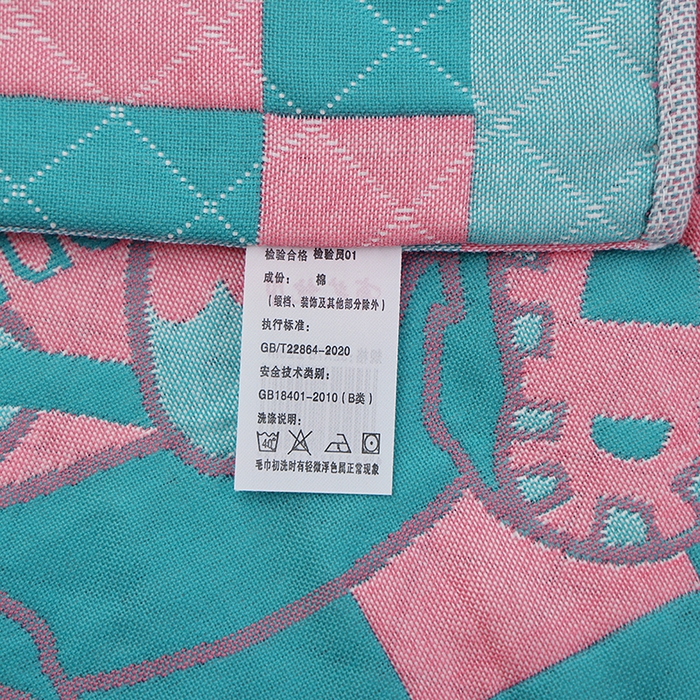 检验合格 检验员01
成份： 棉
（缎档、装饰及其他部分除外）
执行标准：
GB/T22864-2020
安全技术类别：
GB18401-2010（B类）
洗涤说明：
40°
毛巾初洗时有轻微浮色属正常现象